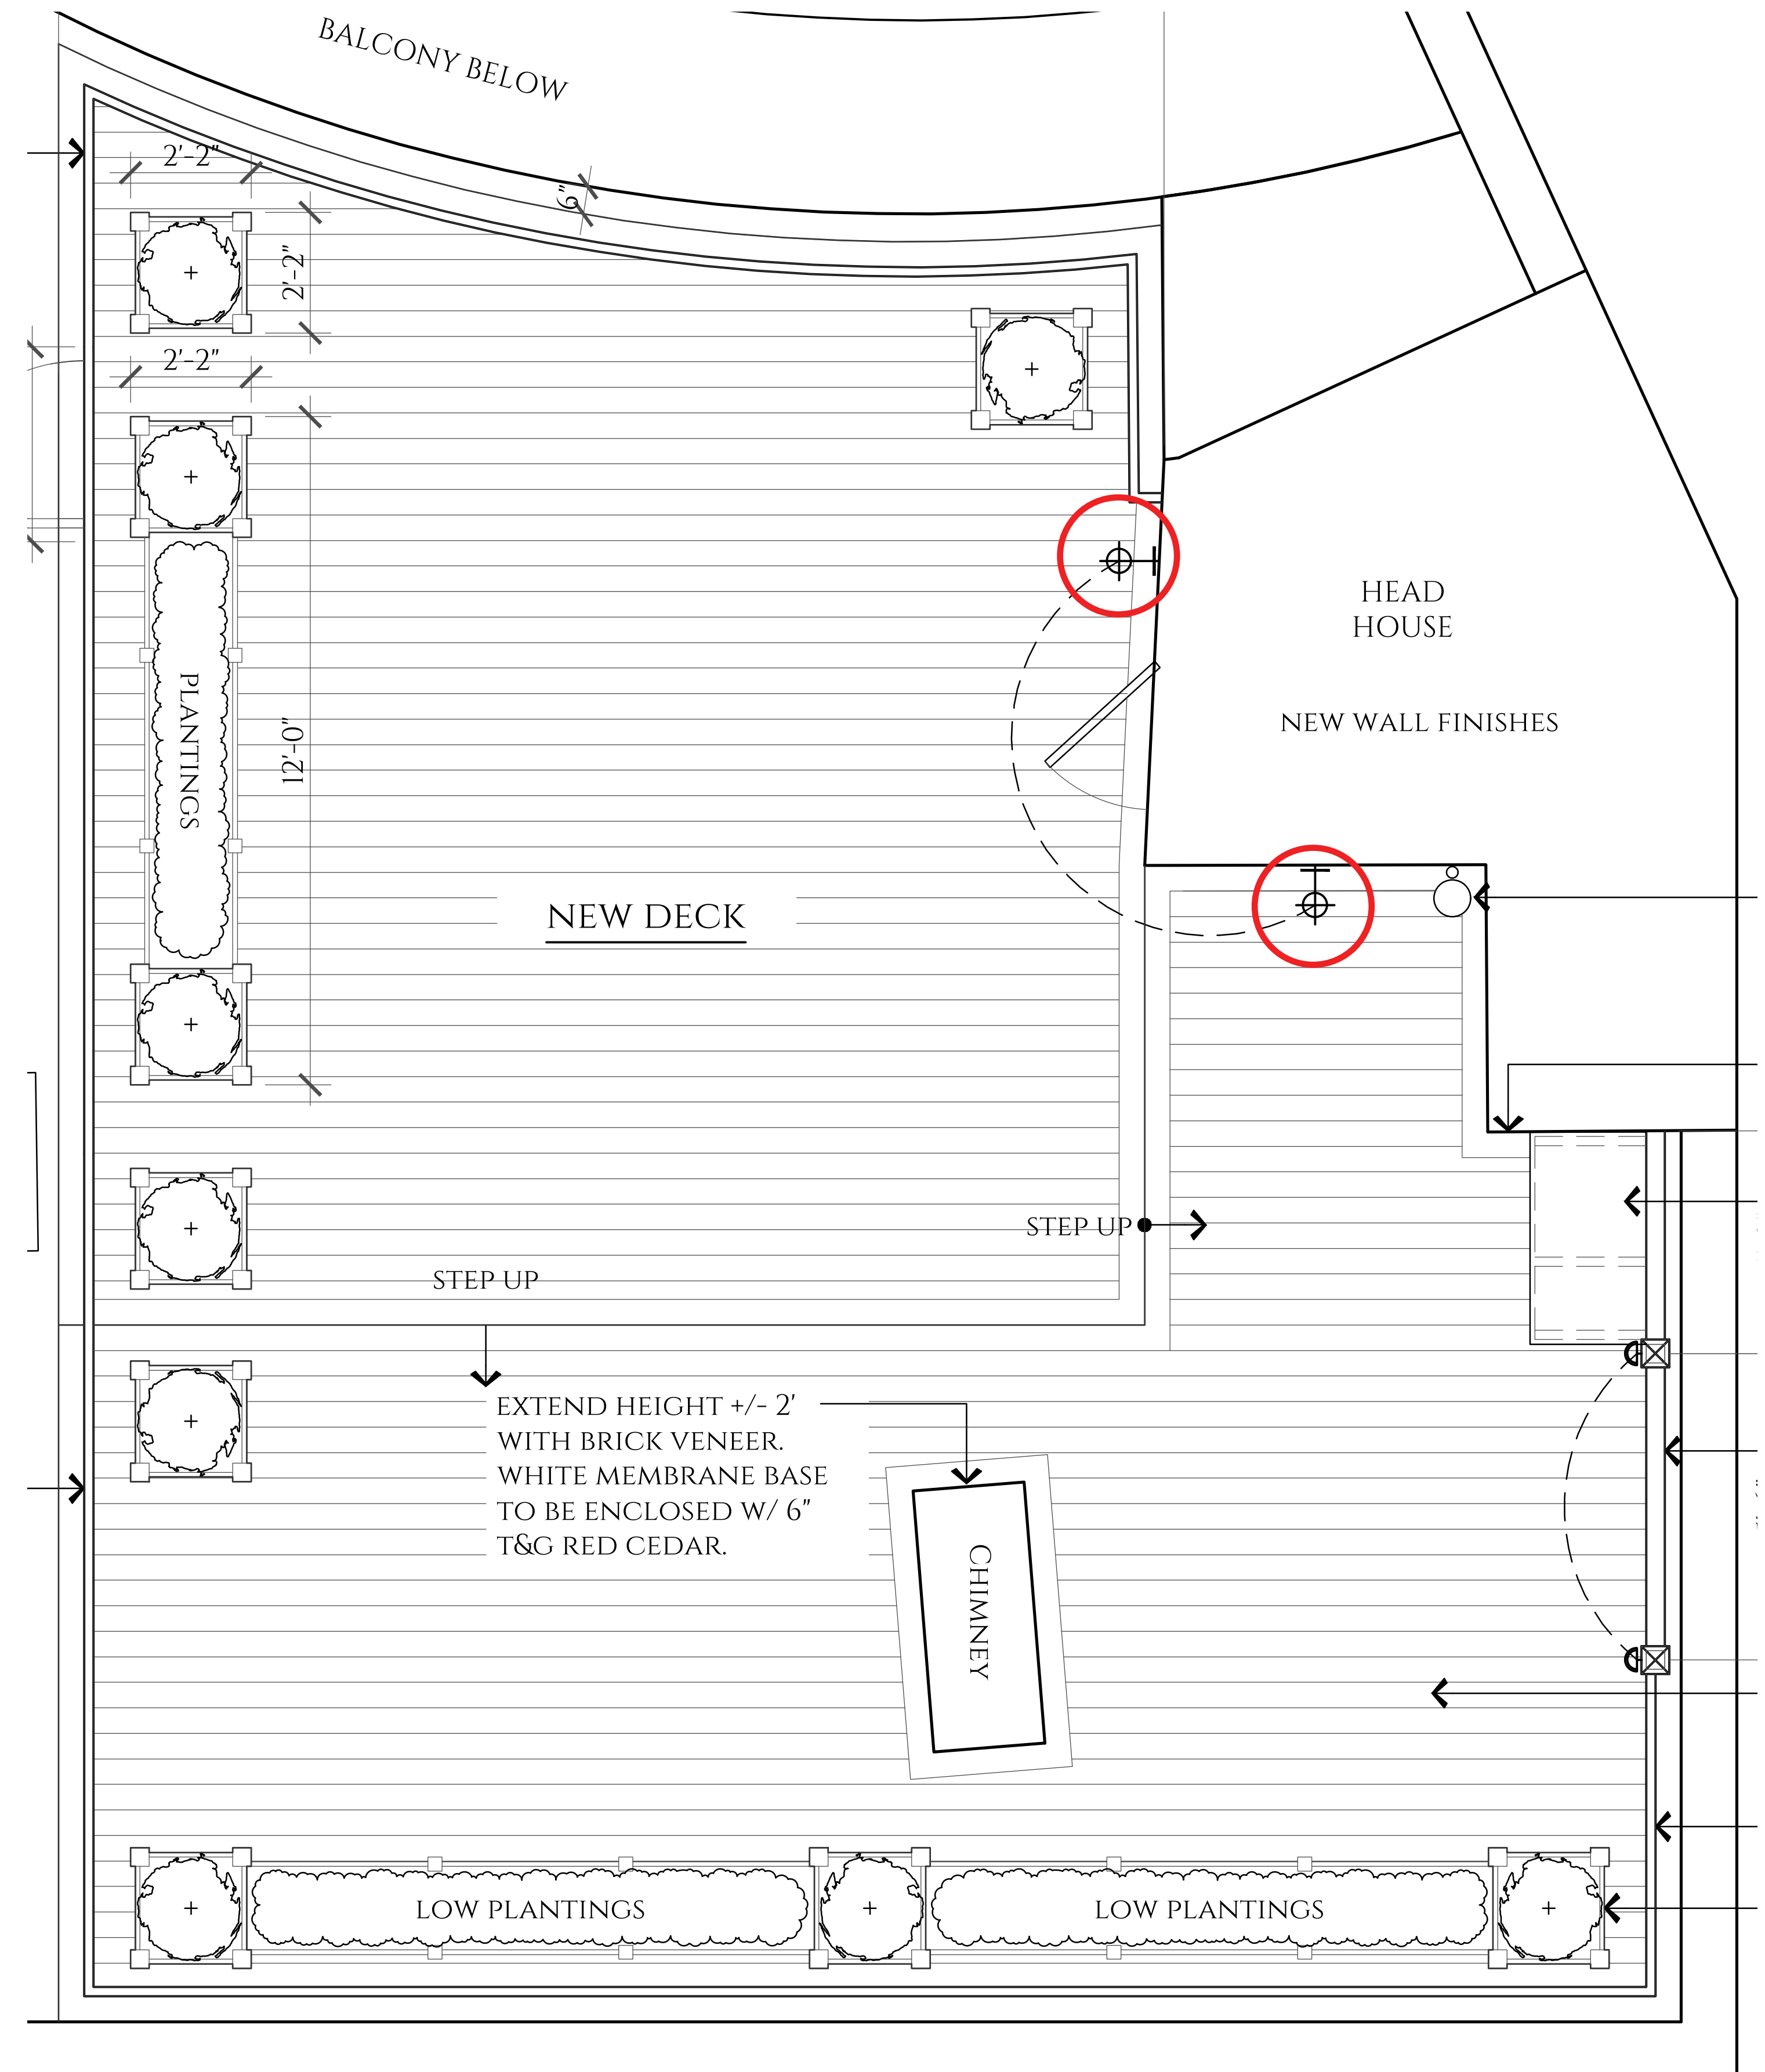 BALCONY BELOW
2'-2"
6"
2'-2"
2'-2"
HEAD
HOUSE
NEW WALL FINISHES
PLANTINGS
12'-0"
NEW DECK
STEP UP
STEP UP
EXTEND HEIGHT +/- 2'
WITH BRICK VENEER.
WHITE MEMBRANE BASE
TO BE ENCLOSED W/ 6"
T&G RED CEDAR.
CHIMNEY
LOW PLANTINGS
LOW PLANTINGS